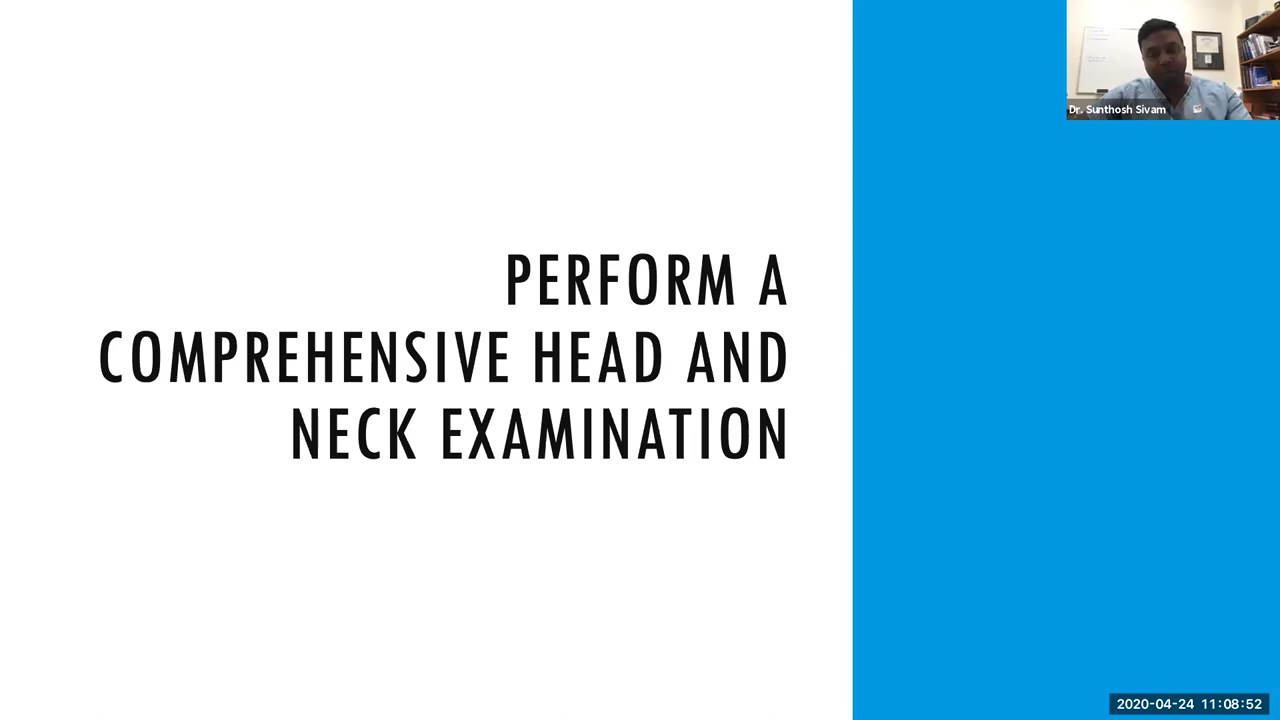 Dr. Sunthosh Sivam
PERFORM A
COMPREHENSIVE HEAD AND
NECK EXAMINATION
2020-04-24 11:08:52